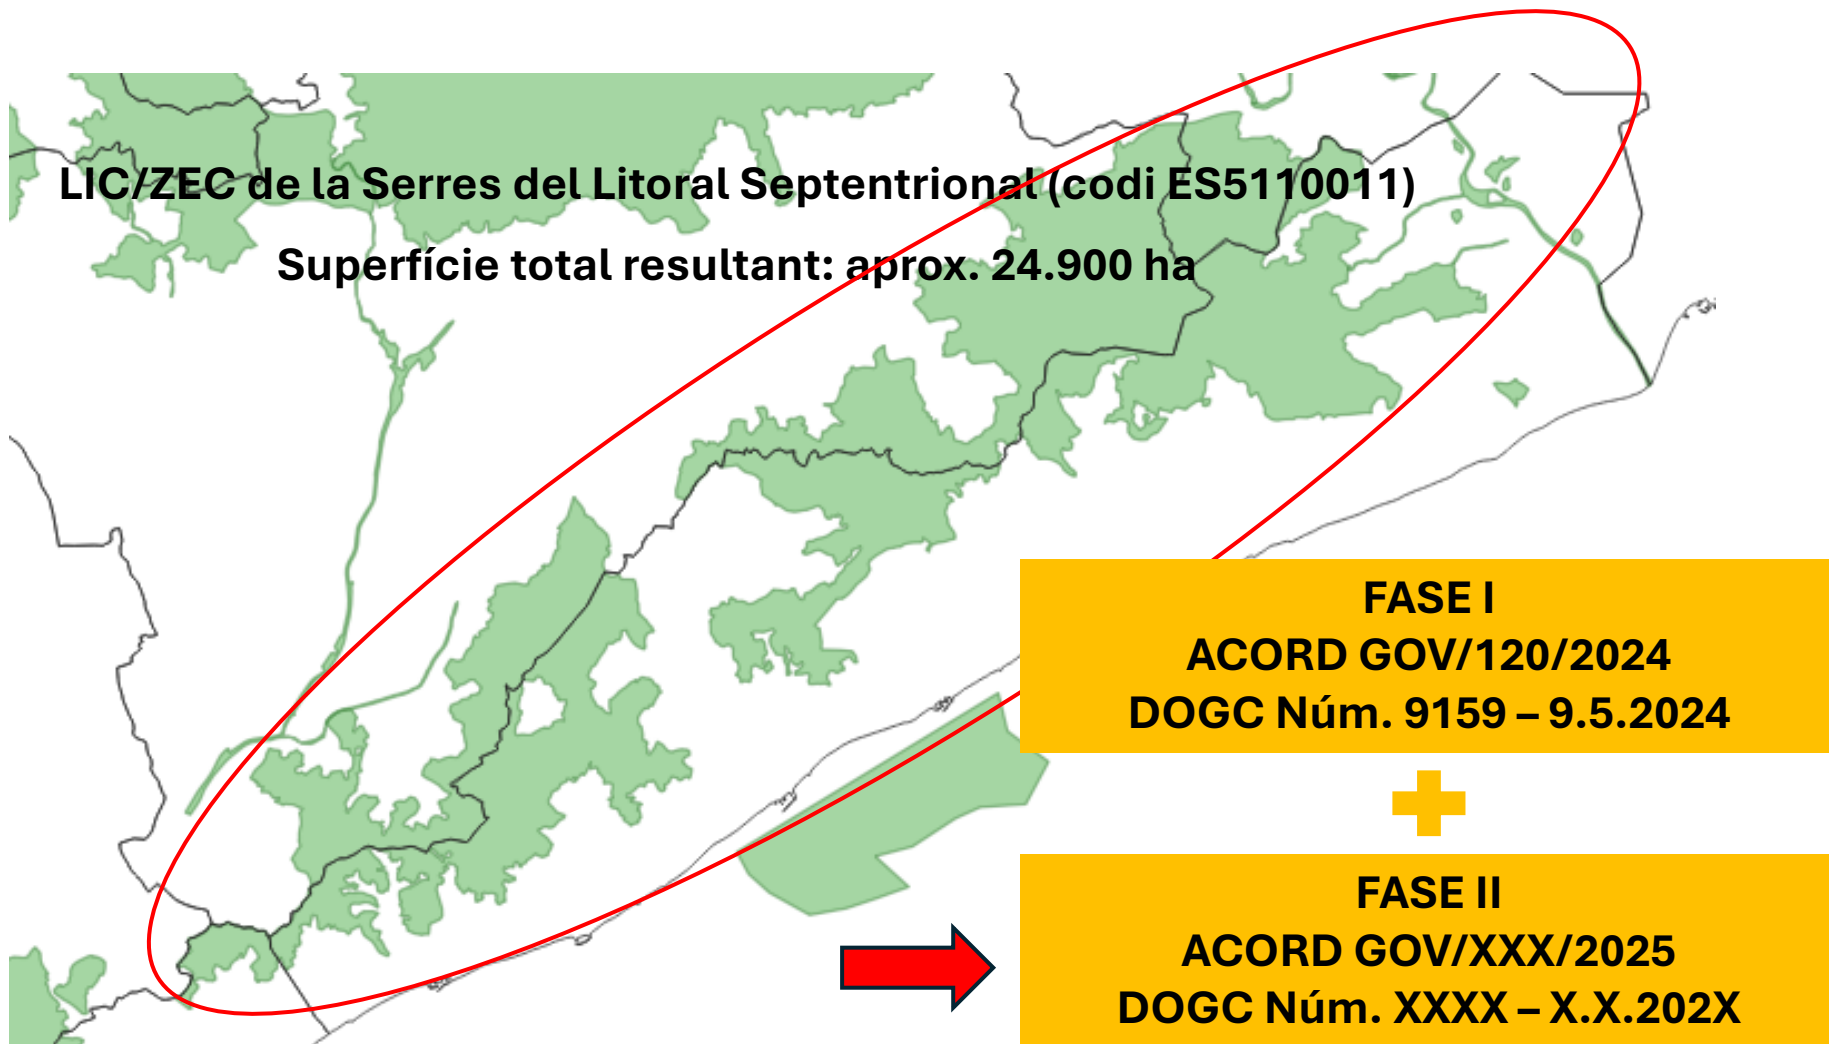 LIC/ZEC de la Serres del Litoral Septentrional (codi ES5110011)
Superfície total resultant: aprox. 24.900 ha
FASE I
ACORD GOV/120/2024
DOGC Núm. 9159 – 9.5.2024
FASE II
ACORD GOV/XXX/2025
DOGC Núm. XXXX – X.X.202X